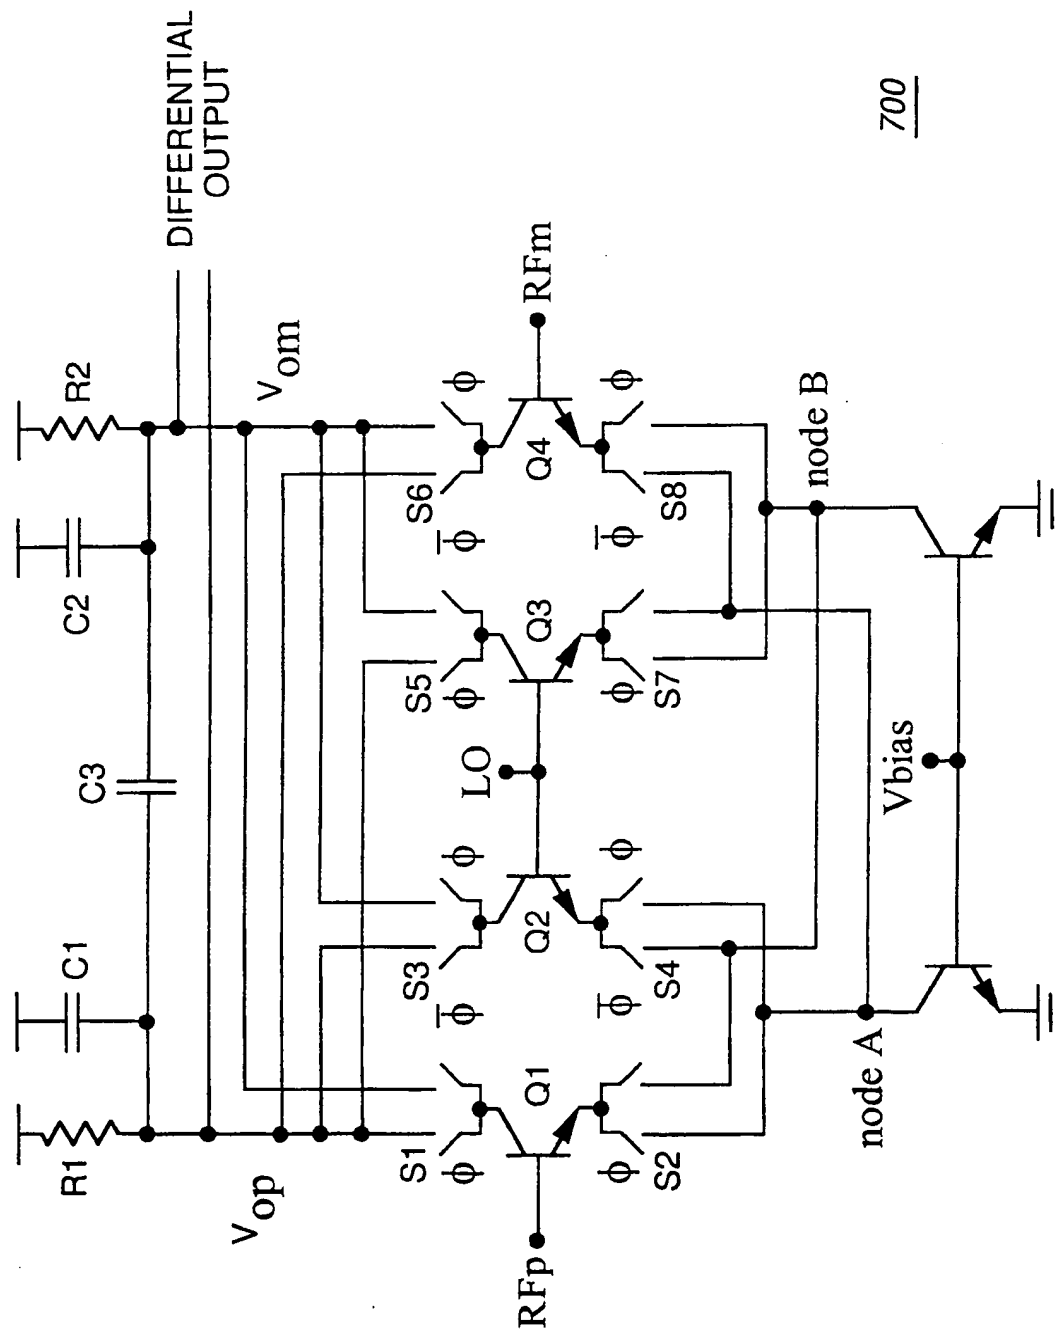 R1
C1
C3
C2
R2
DIFFERENTIAL
OUTPUT
Vop
Vom
S1
S3
S5
S6
ϕ
ϕ̅
ϕ
ϕ
ϕ̅
ϕ
LO
RFp
Q1
Q2
Q3
Q4
RFm
ϕ
ϕ̅
ϕ
ϕ
ϕ̅
ϕ
S2
S4
S7
S8
node B
node A
Vbias
700